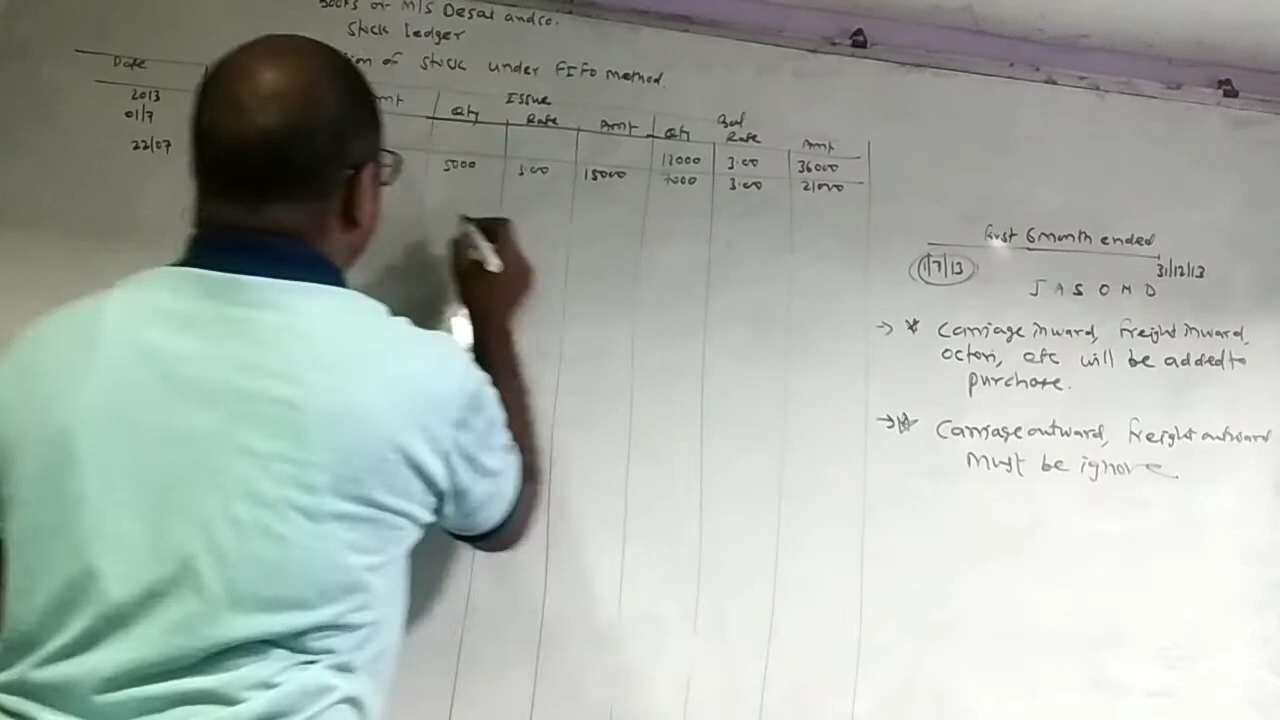 Books of M/S Desai and co.
Stock Ledger
of stock under FIFO method.
Date Issue Bal
Qty Rate Amt Qty Rate Amt
2013
01/7 12000 3.00 36000
22/07 5000 3.00 15000 7000 3.00 21000
first 6 month ended
1/7/13 31/12/13
J A S O N D
→ * Carriage inward, freight inward,
octori, etc will be added to
purchase.
→ * Carriage outward, freight outward
must be ignore